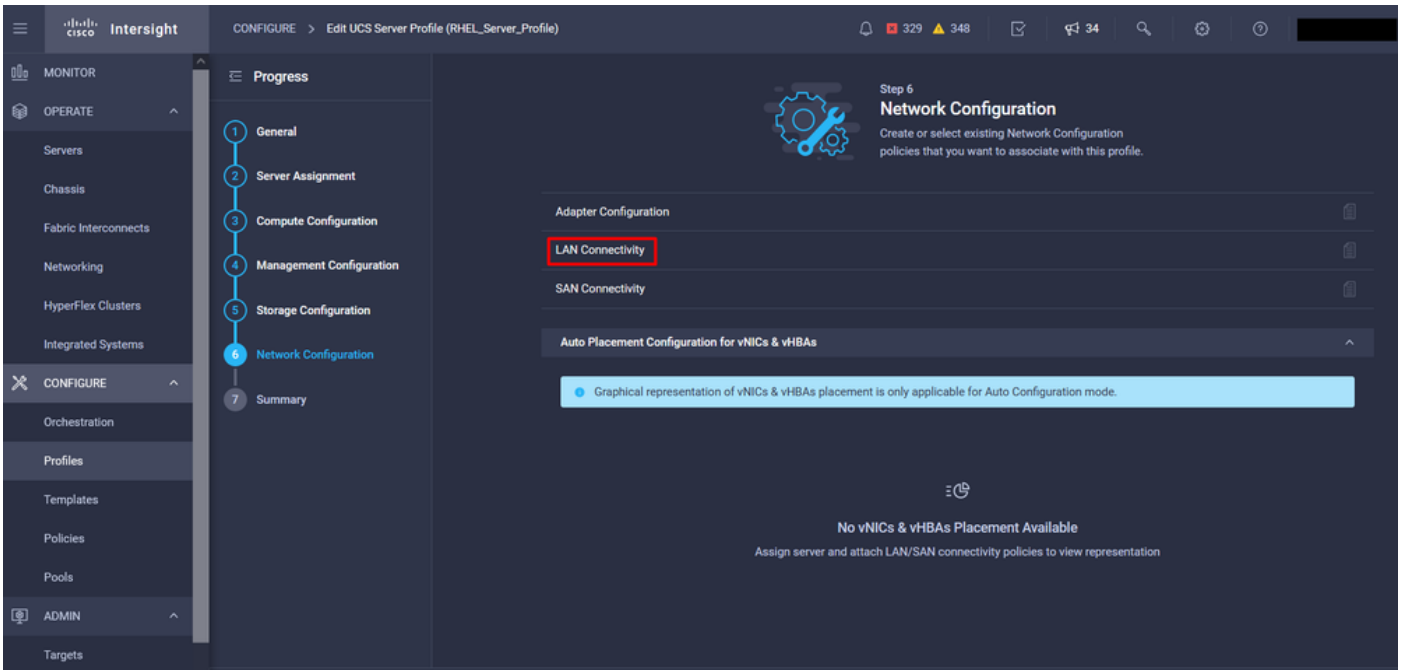 cisco Intersight
CONFIGURE > Edit UCS Server Profile (RHEL_Server_Profile)
329 348 34
MONITOR
OPERATE
Servers
Chassis
Fabric Interconnects
Networking
HyperFlex Clusters
Integrated Systems
CONFIGURE
Orchestration
Profiles
Templates
Policies
Pools
ADMIN
Targets
Progress
1 General
2 Server Assignment
3 Compute Configuration
4 Management Configuration
5 Storage Configuration
6 Network Configuration
7 Summary
Step 6
Network Configuration
Create or select existing Network Configuration
policies that you want to associate with this profile.
Adapter Configuration
LAN Connectivity
SAN Connectivity
Auto Placement Configuration for vNICs & vHBAs
Graphical representation of vNICs & vHBAs placement is only applicable for Auto Configuration mode.
No vNICs & vHBAs Placement Available
Assign server and attach LAN/SAN connectivity policies to view representation